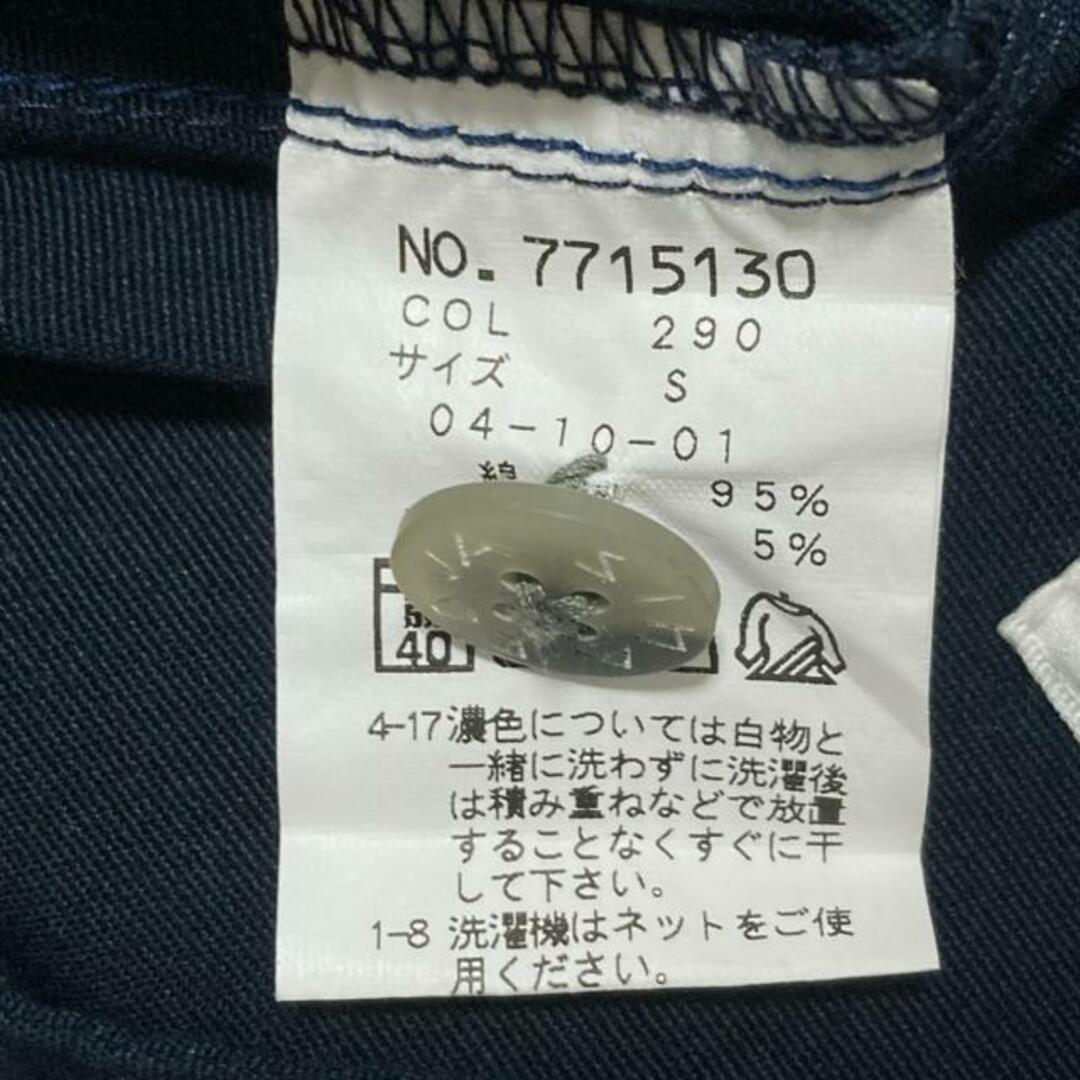 NO. 7715130
COL 290
サイズ S
04-10-01
綿 95%
5%
40
4-17 濃色については白物と
一緒に洗わずに洗濯後
は積み重ねなどで放置
することなくすぐに干
して下さい。
1-8 洗濯機はネットをご使
用ください。